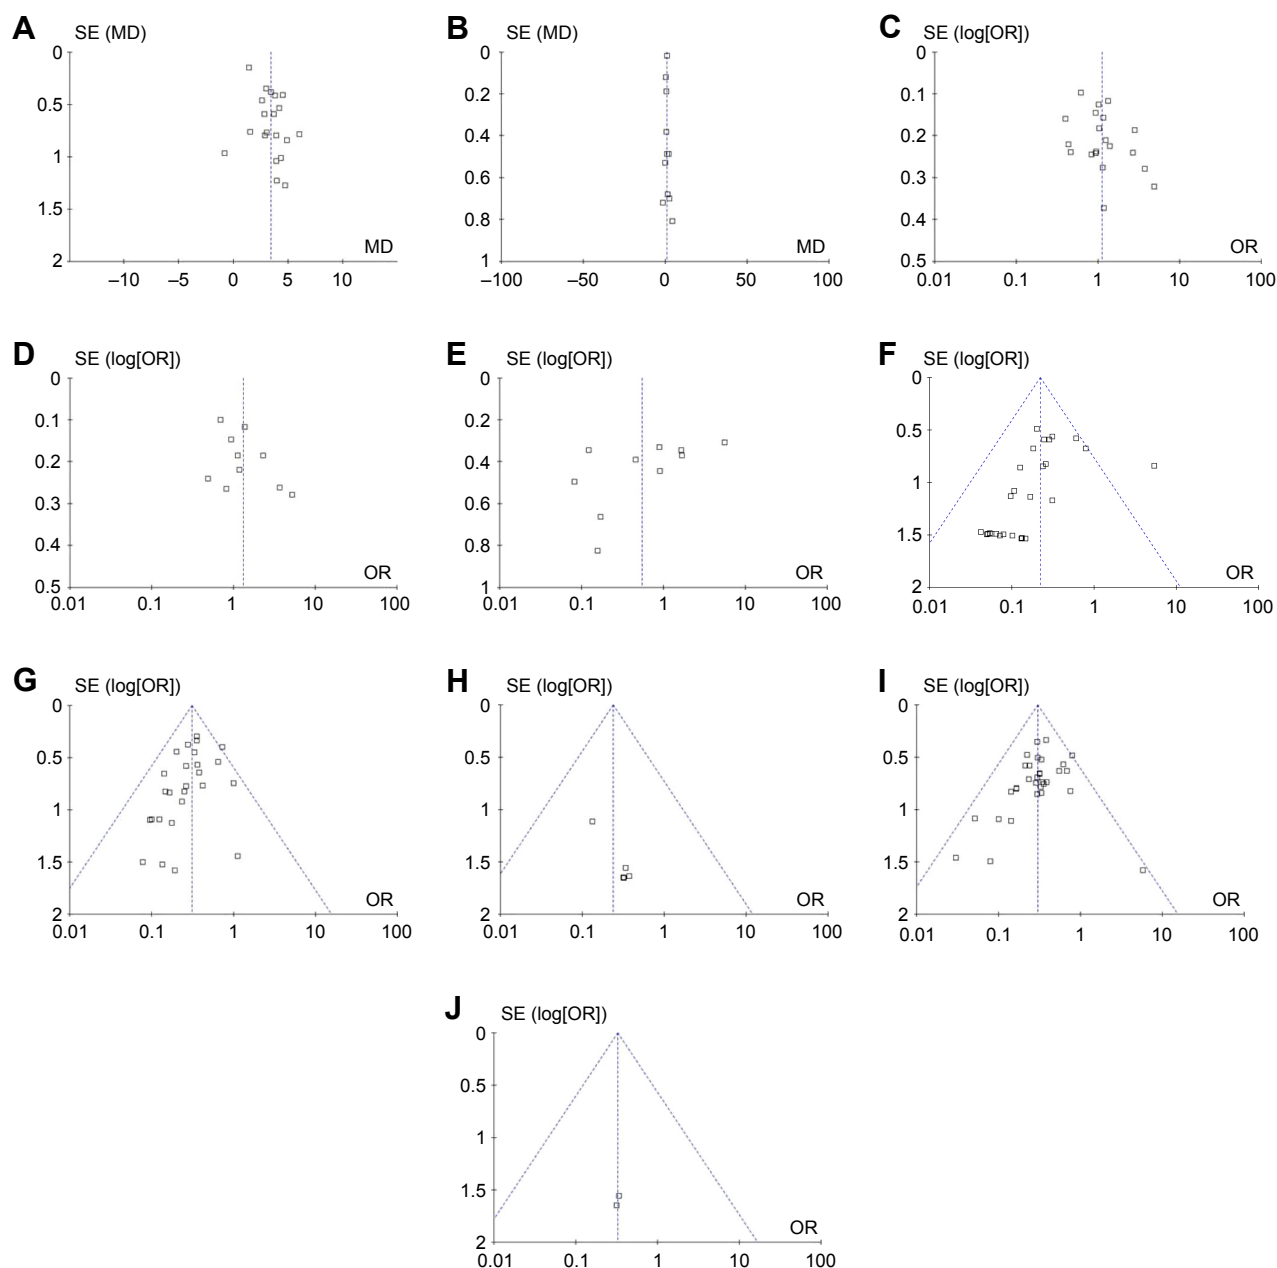 A SE (MD)
0
0.5
1
1.5
2
MD
–10 –5 0 5 10
B SE (MD)
0
0.2
0.4
0.6
0.8
1
MD
–100 –50 0 50 100
C SE (log[OR])
0
0.1
0.2
0.3
0.4
0.5
OR
0.01 0.1 1 10 100
D SE (log[OR])
0
0.1
0.2
0.3
0.4
0.5
OR
0.01 0.1 1 10 100
E SE (log[OR])
0
0.2
0.4
0.6
0.8
1
OR
0.01 0.1 1 10 100
F SE (log[OR])
0
0.5
1
1.5
2
OR
0.01 0.1 1 10 100
G SE (log[OR])
0
0.5
1
1.5
2
OR
0.01 0.1 1 10 100
H SE (log[OR])
0
0.5
1
1.5
2
OR
0.01 0.1 1 10 100
I SE (log[OR])
0
0.5
1
1.5
2
OR
0.01 0.1 1 10 100
J SE (log[OR])
0
0.5
1
1.5
2
OR
0.01 0.1 1 10 100